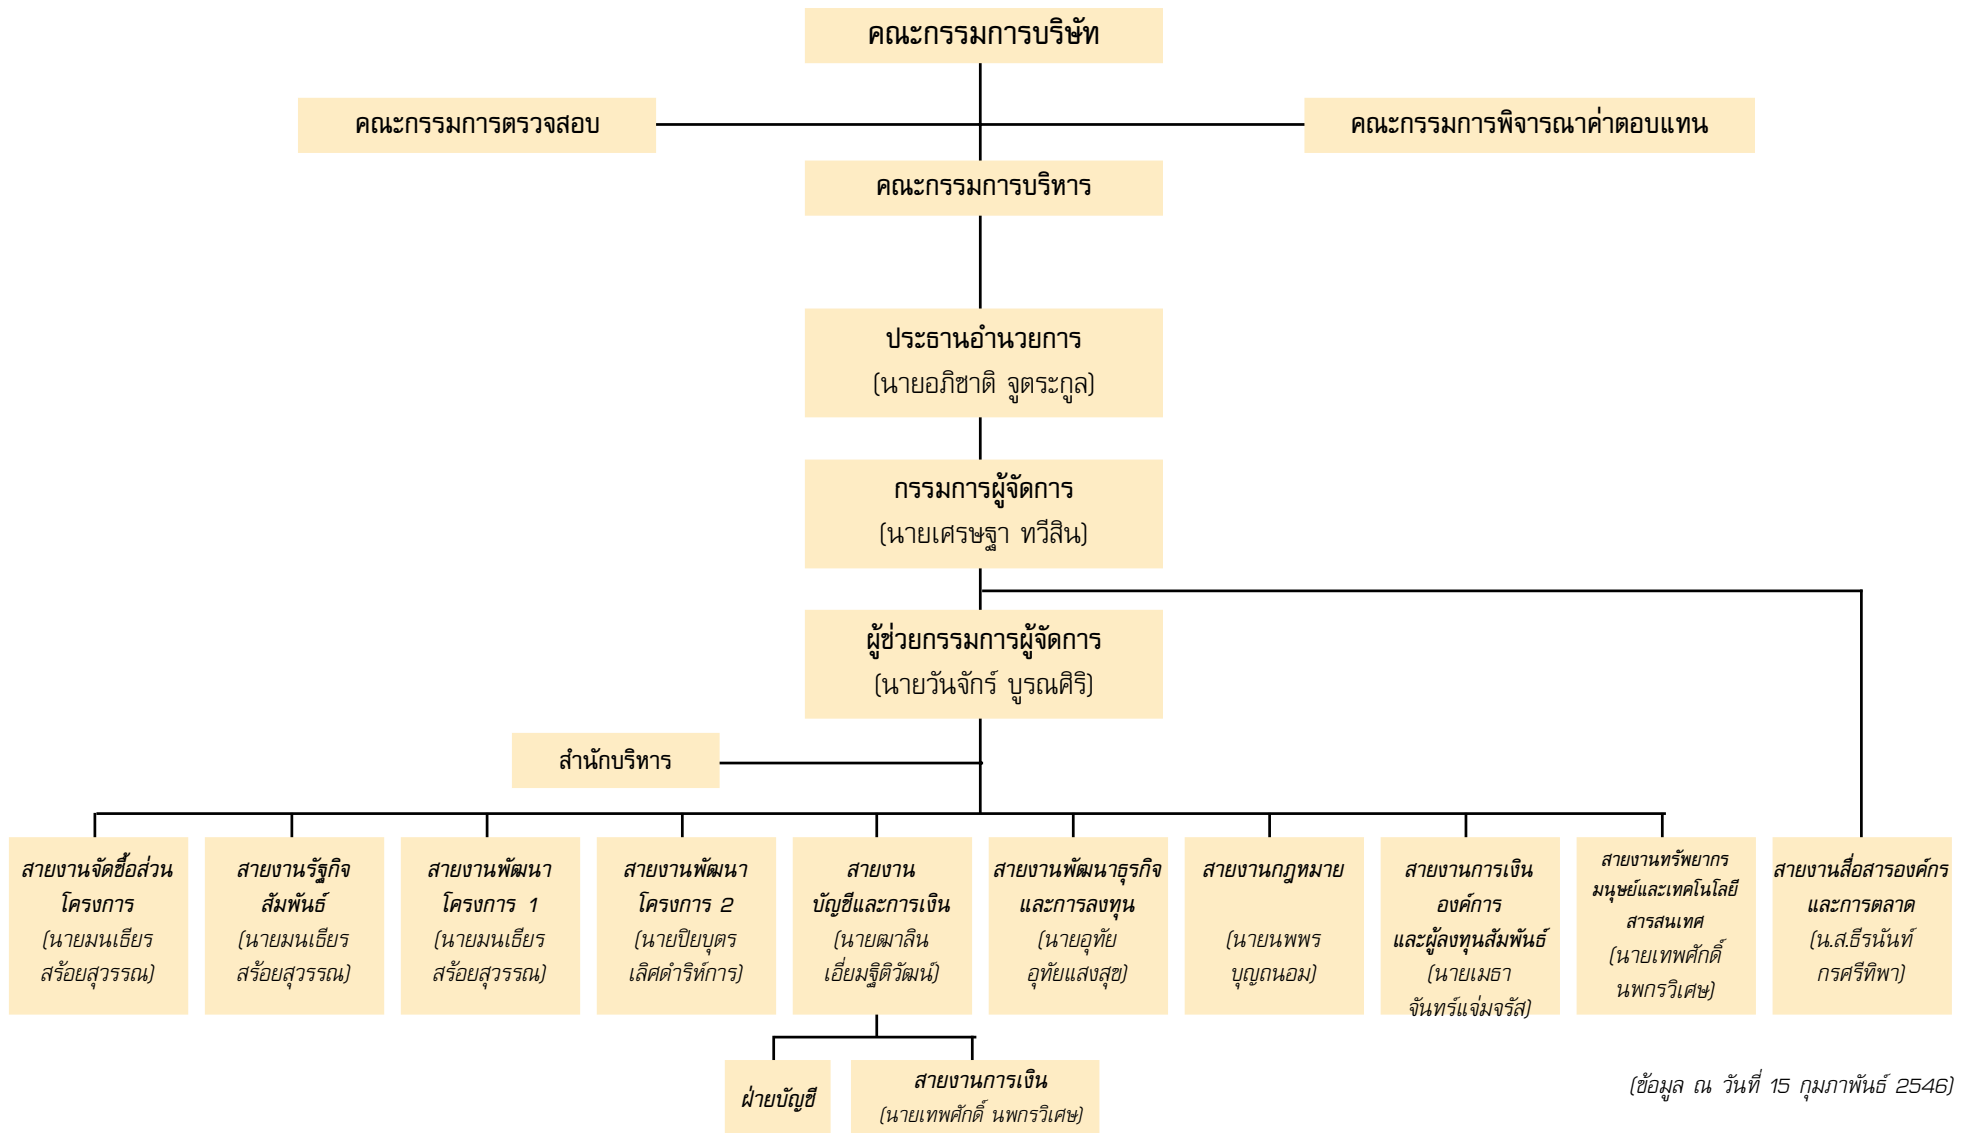 คณะกรรมการบริษัท
คณะกรรมการตรวจสอบ
คณะกรรมการพิจารณาค่าตอบแทน
คณะกรรมการบริหาร
ประธานอำนวยการ
(นายอภิชาติ จูตระกูล)
กรรมการผู้จัดการ
(นายเศรษฐา ทวีสิน)
ผู้ช่วยกรรมการผู้จัดการ
(นายวันจักร์ บูรณศิริ)
สำนักบริหาร
สายงานจัดซื้อส่วน
โครงการ
(นายมนเธียร
สร้อยสุวรรณ)
สายงานรัฐกิจ
สัมพันธ์
(นายมนเธียร
สร้อยสุวรรณ)
สายงานพัฒนา
โครงการ 1
(นายมนเธียร
สร้อยสุวรรณ)
สายงานพัฒนา
โครงการ 2
(นายปิยบุตร
เลิศดำริห์การ)
สายงาน
บัญชีและการเงิน
(นายฒาลิน
เอี่ยมฐิติวัฒน์)
สายงานพัฒนาธุรกิจ
และการลงทุน
(นายอุทัย
อุทัยแสงสุข)
สายงานกฎหมาย
(นายนพพร
บุญถนอม)
สายงานการเงิน
องค์การ
และผู้ลงทุนสัมพันธ์
(นายเมธา
จันทร์แจ่มจรัส)
สายงานทรัพยากร
มนุษย์และเทคโนโลยี
สารสนเทศ
(นายเทพศักดิ์
นพกรวิเศษ)
สายงานสื่อสารองค์กร
และการตลาด
(น.ส.ธีรนันท์
กรศรีทิพา)
ฝ่ายบัญชี
สายงานการเงิน
(นายเทพศักดิ์ นพกรวิเศษ)
(ข้อมูล ณ วันที่ 15 กุมภาพันธ์ 2546)